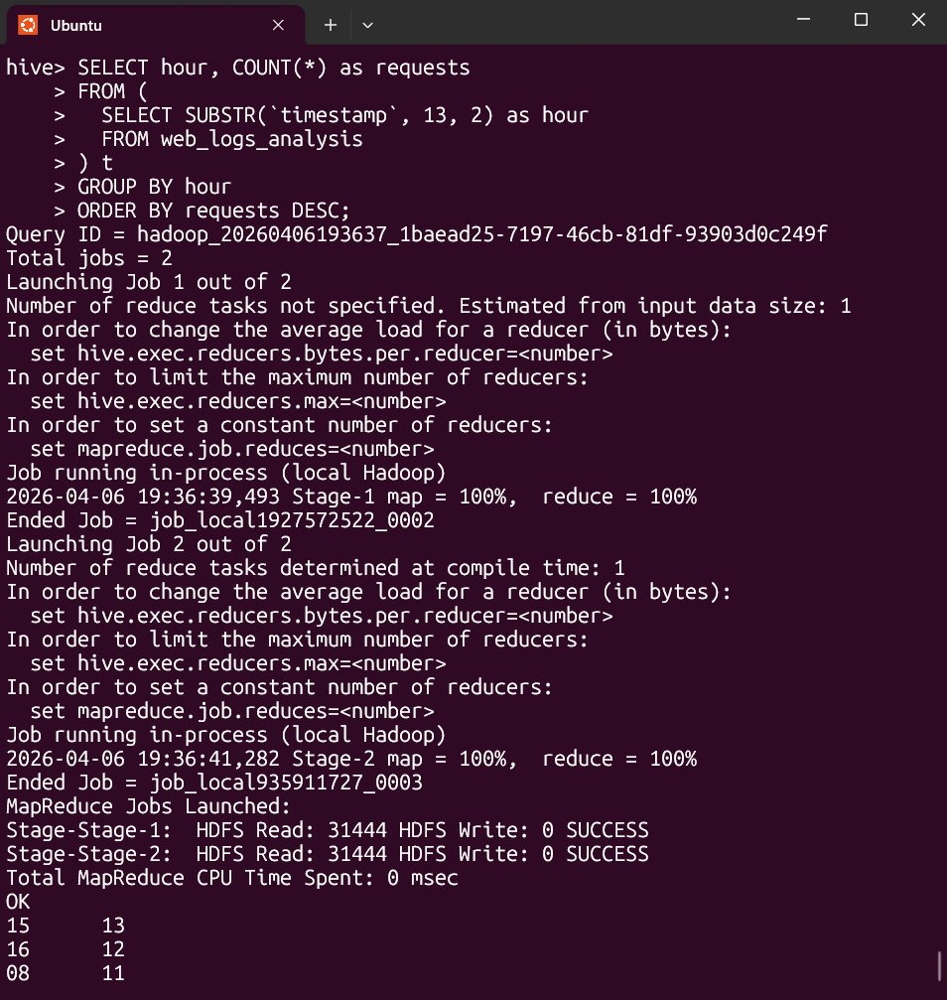 Ubuntu
hive> SELECT hour, COUNT(*) as requests
    > FROM (
    >   SELECT SUBSTR(`timestamp`, 13, 2) as hour
    >   FROM web_logs_analysis
    > ) t
    > GROUP BY hour
    > ORDER BY requests DESC;
Query ID = hadoop_20260406193637_1baead25-7197-46cb-81df-93903d0c249f
Total jobs = 2
Launching Job 1 out of 2
Number of reduce tasks not specified. Estimated from input data size: 1
In order to change the average load for a reducer (in bytes):
  set hive.exec.reducers.bytes.per.reducer=<number>
In order to limit the maximum number of reducers:
  set hive.exec.reducers.max=<number>
In order to set a constant number of reducers:
  set mapreduce.job.reduces=<number>
Job running in-process (local Hadoop)
2026-04-06 19:36:39,493 Stage-1 map = 100%,  reduce = 100%
Ended Job = job_local1927572522_0002
Launching Job 2 out of 2
Number of reduce tasks determined at compile time: 1
In order to change the average load for a reducer (in bytes):
  set hive.exec.reducers.bytes.per.reducer=<number>
In order to limit the maximum number of reducers:
  set hive.exec.reducers.max=<number>
In order to set a constant number of reducers:
  set mapreduce.job.reduces=<number>
Job running in-process (local Hadoop)
2026-04-06 19:36:41,282 Stage-2 map = 100%,  reduce = 100%
Ended Job = job_local935911727_0003
MapReduce Jobs Launched:
Stage-Stage-1:  HDFS Read: 31444 HDFS Write: 0 SUCCESS
Stage-Stage-2:  HDFS Read: 31444 HDFS Write: 0 SUCCESS
Total MapReduce CPU Time Spent: 0 msec
OK
15      13
16      12
08      11